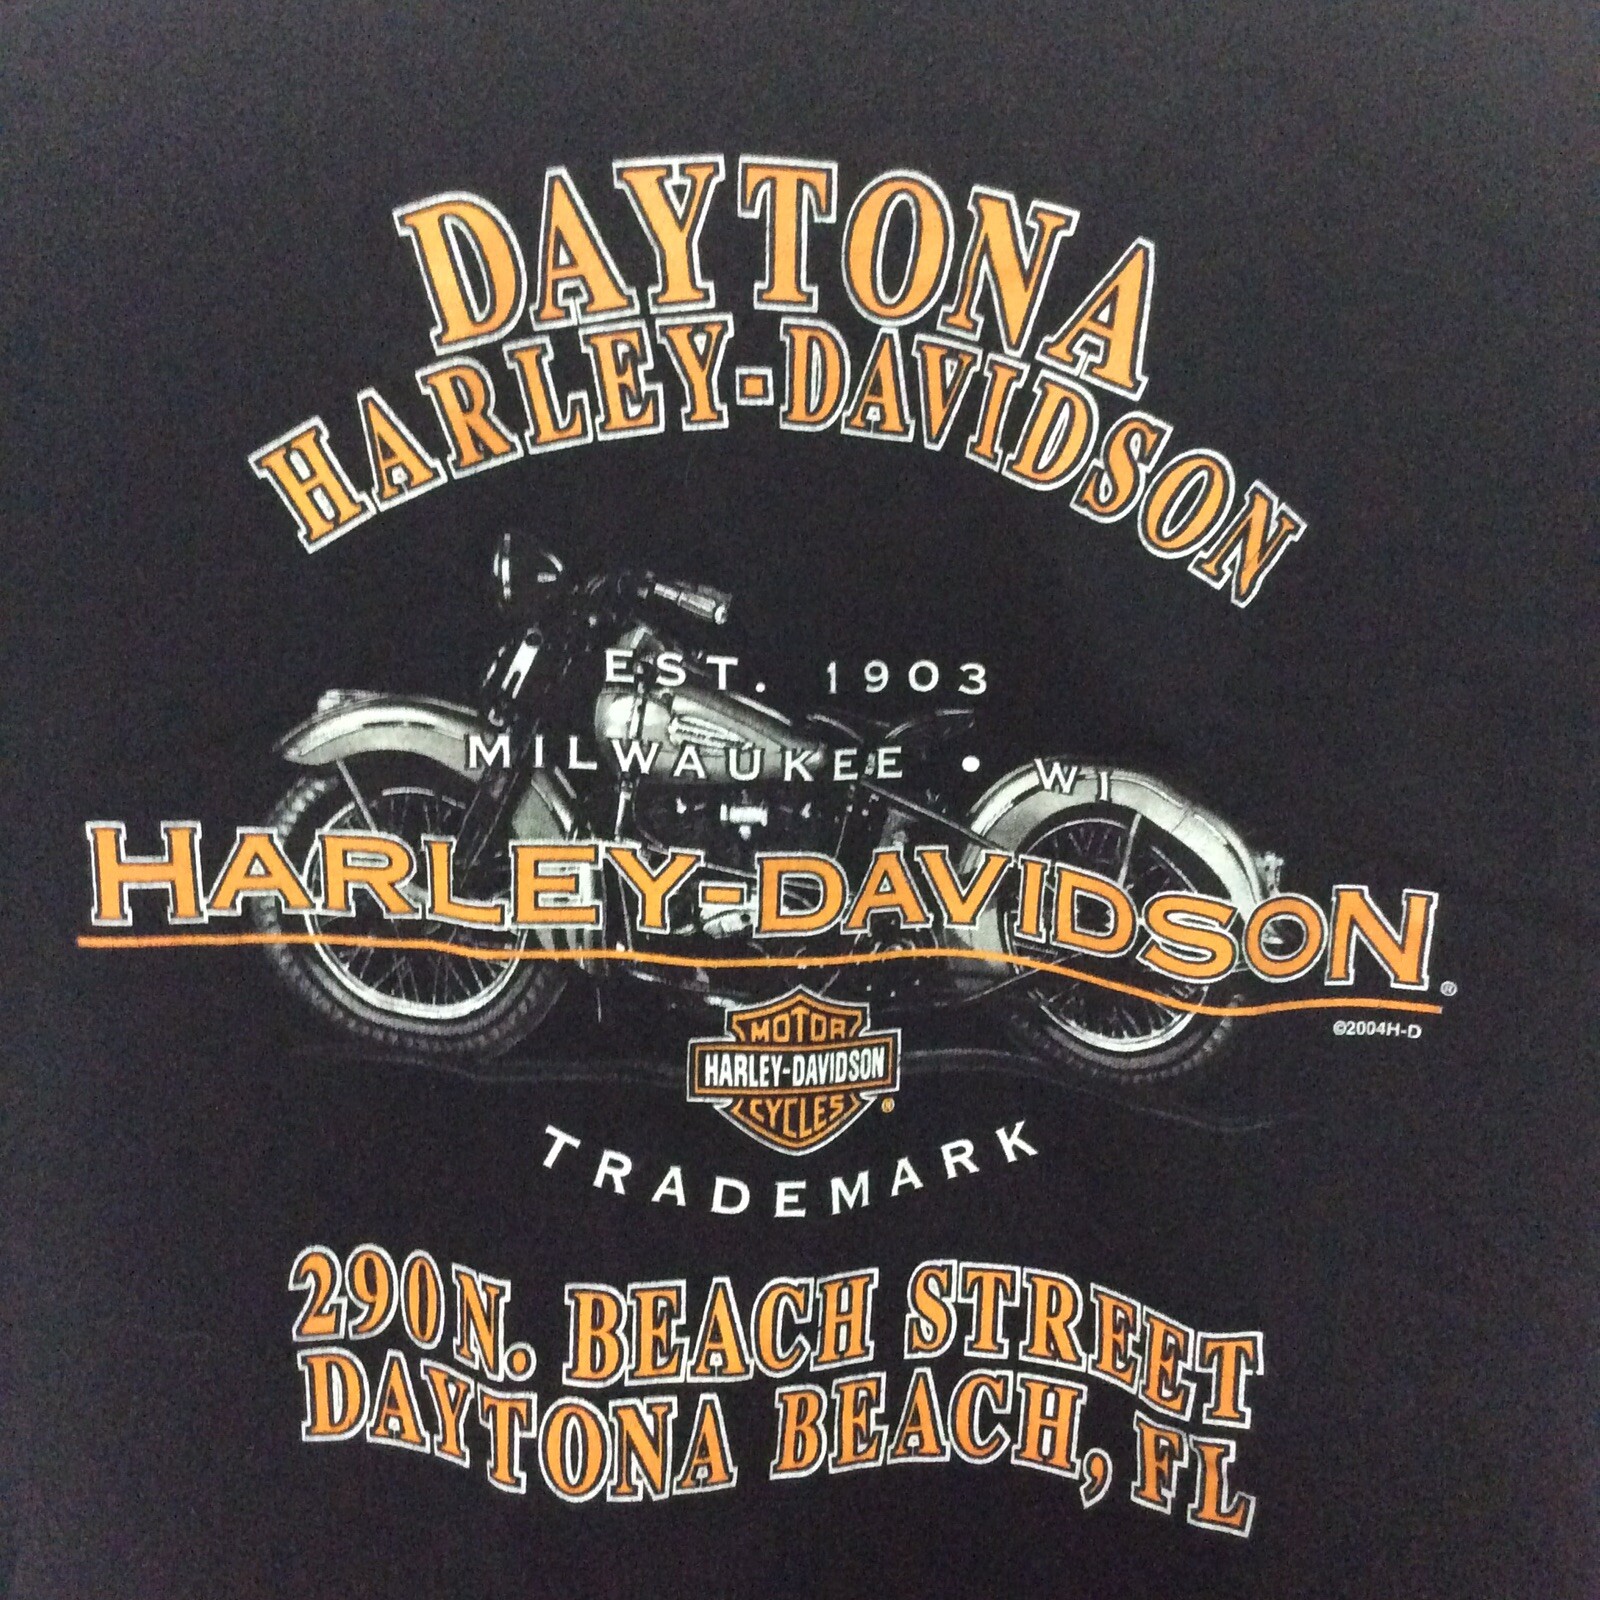 DAYTONA
HARLEY-DAVIDSON
EST. 1903
MILWAUKEE • WI
HARLEY-DAVIDSON®
©2004H-D
MOTOR
HARLEY-DAVIDSON
CYCLES®
TRADEMARK
290 N. BEACH STREET
DAYTONA BEACH, FL